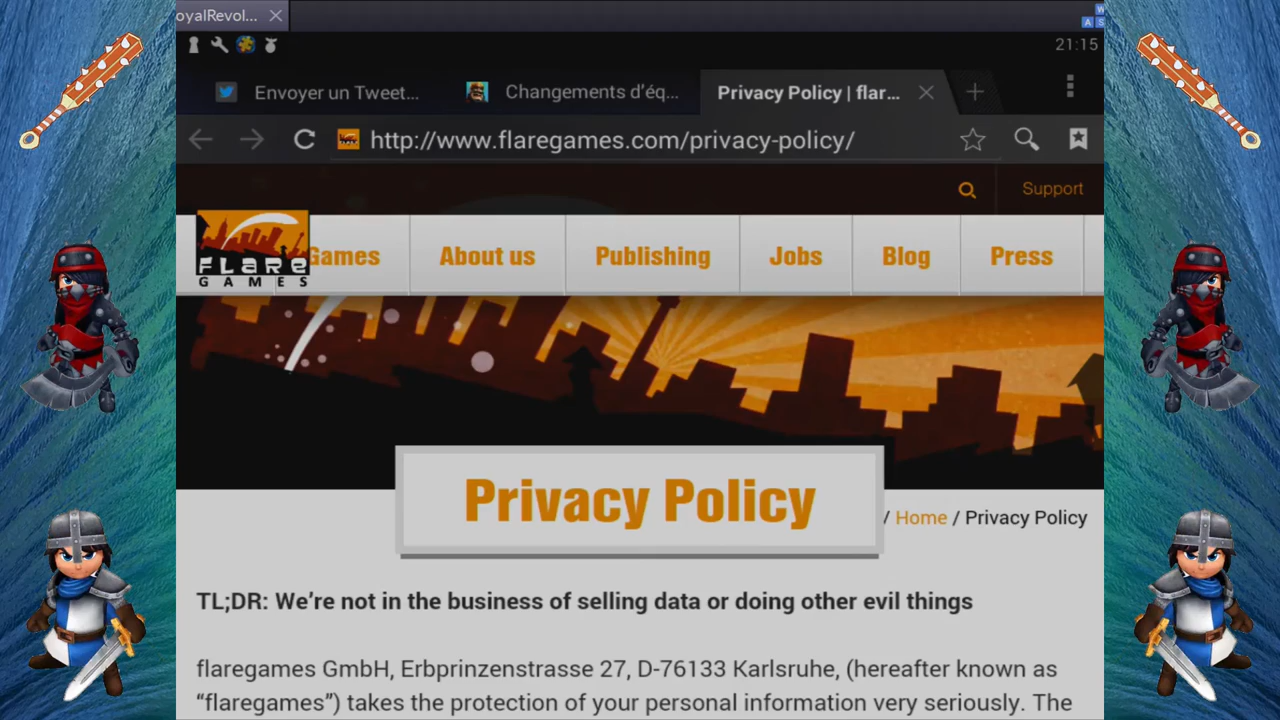 oyalRevol...
W
A S
21:15
Envoyer un Tweet...
Changements d'éq...
Privacy Policy | flar...
http://www.flaregames.com/privacy-policy/
Support
FLARE
GAMES
Games
About us
Publishing
Jobs
Blog
Press
Privacy Policy
/ Home / Privacy Policy
TL;DR: We're not in the business of selling data or doing other evil things
flaregames GmbH, Erbprinzenstrasse 27, D-76133 Karlsruhe, (hereafter known as
“flaregames”) takes the protection of your personal information very seriously. The